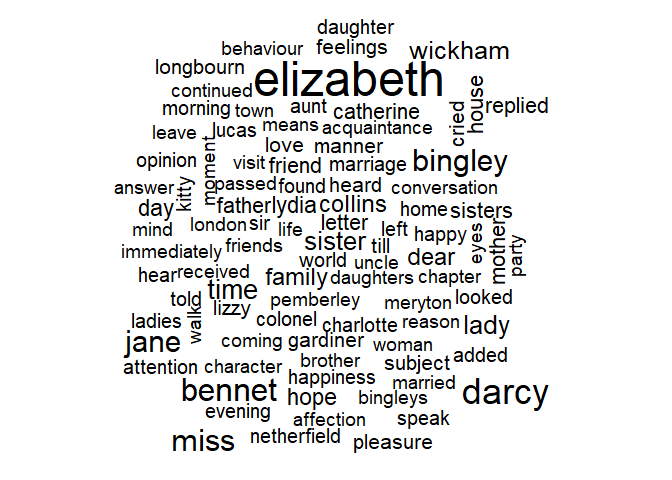 daughter
behaviour feelings wickham
longbourn
elizabeth
continued
house
morning town aunt catherine cried replied
leave lucas means acquaintance
love manner
opinion moment visit friend marriage bingley
answer kitty passed found heard conversation
day father lydia collins home sisters
mind london sir life letter left happy eyes mother
immediately friends sister till party
world uncle dear
hear received family daughters chapter
told time pemberley meryton looked
ladies walk lizzy colonel charlotte reason lady
jane coming gardiner woman
attention character brother subject added
happiness married
bennet hope bingleys darcy
evening affection speak
miss netherfield pleasure